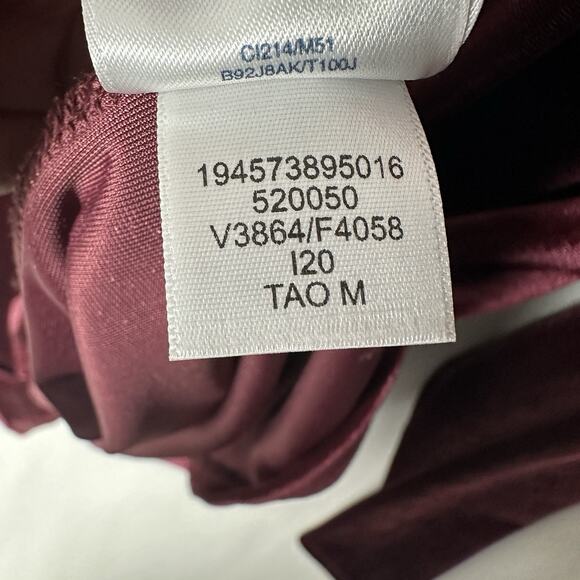 CI214/M51
B92J8AK/T100J
194573895016
520050
V3864/F4058
I20
TAO M